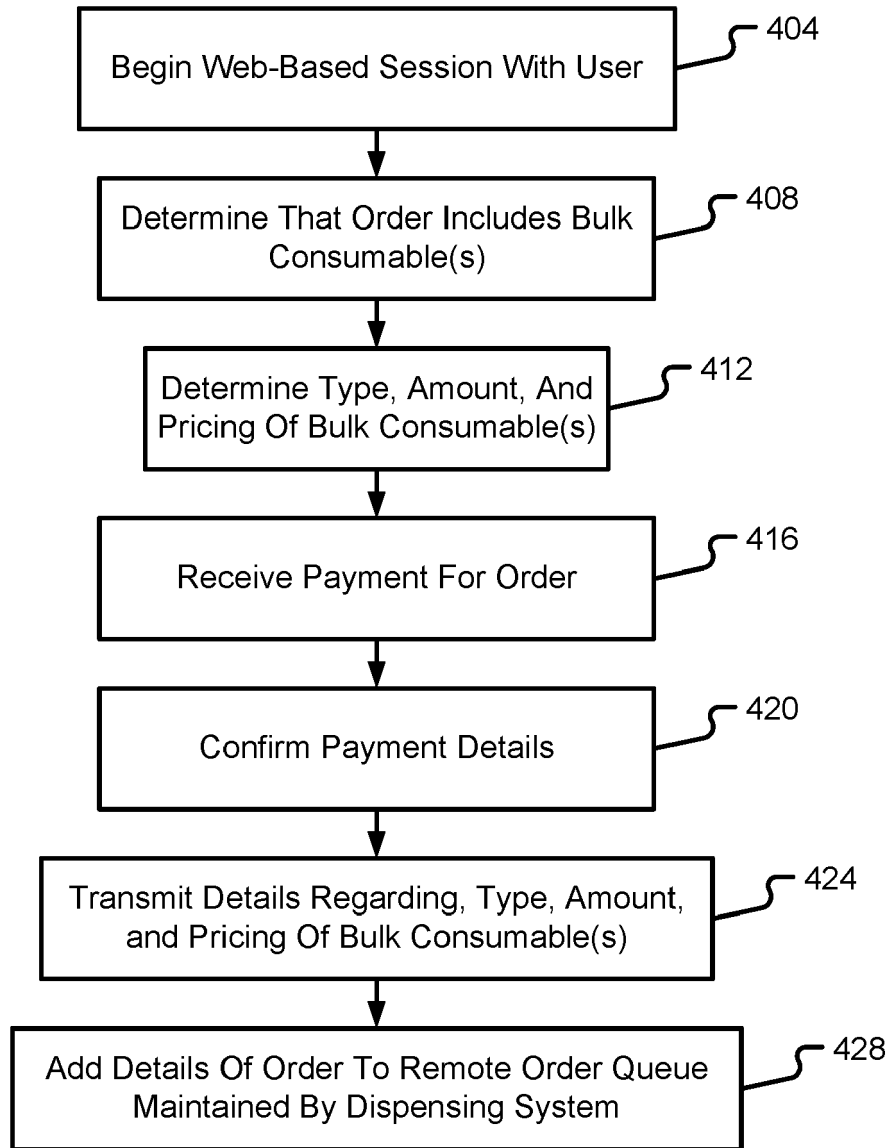 404
Begin Web-Based Session With User
408
Determine That Order Includes Bulk
Consumable(s)
412
Determine Type, Amount, And
Pricing Of Bulk Consumable(s)
416
Receive Payment For Order
420
Confirm Payment Details
424
Transmit Details Regarding, Type, Amount,
and Pricing Of Bulk Consumable(s)
428
Add Details Of Order To Remote Order Queue
Maintained By Dispensing System